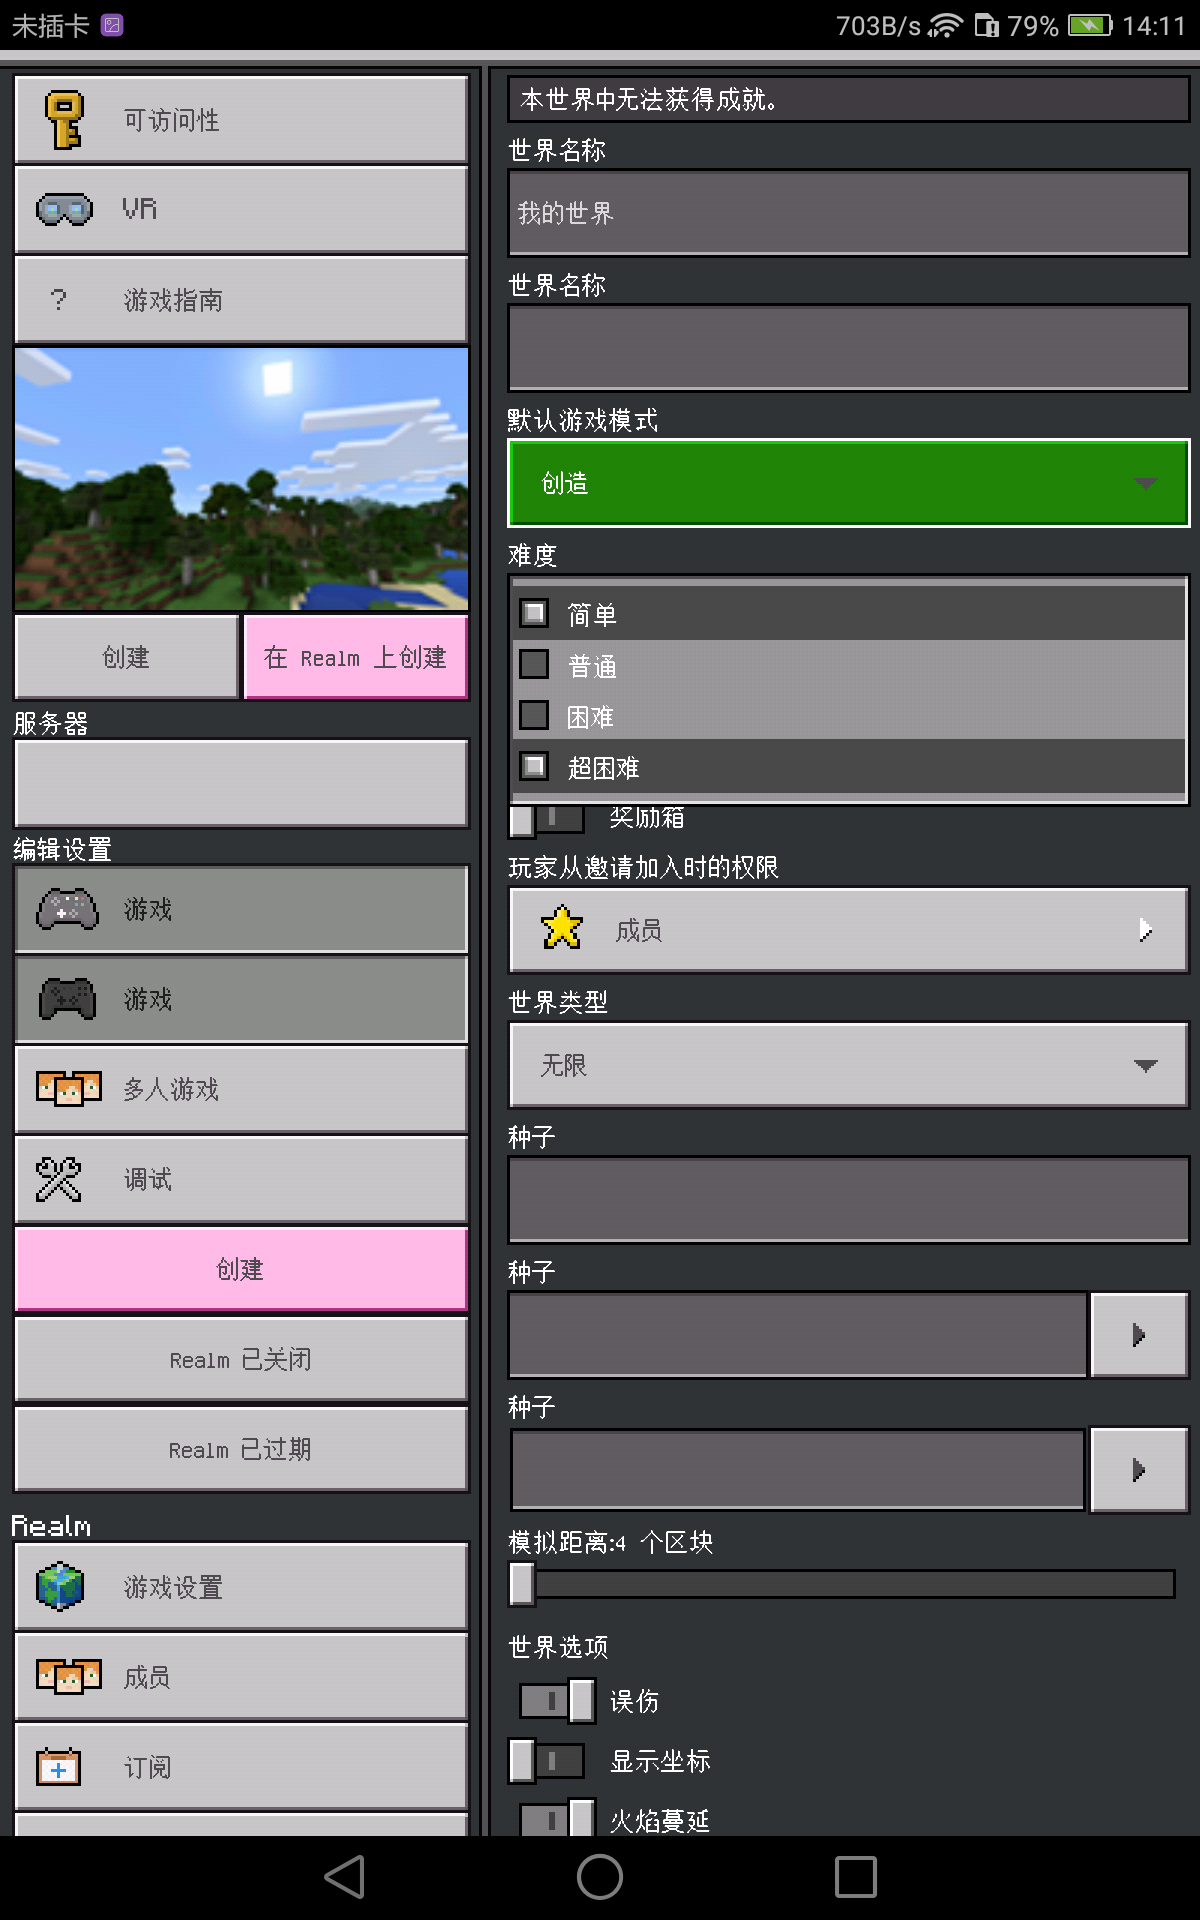 未插卡
703B/s 79% 14:11
可访问性
VR
游戏指南
创建
在 Realm 上创建
服务器
编辑设置
游戏
游戏
多人游戏
调试
创建
Realm 已关闭
Realm 已过期
Realm
游戏设置
成员
订阅
本世界中无法获得成就。
世界名称
我的世界
世界名称
默认游戏模式
创造
难度
简单
普通
困难
超困难
奖励箱
玩家从邀请加入时的权限
成员
世界类型
无限
种子
种子
种子
模拟距离:4 个区块
世界选项
误伤
显示坐标
火焰蔓延